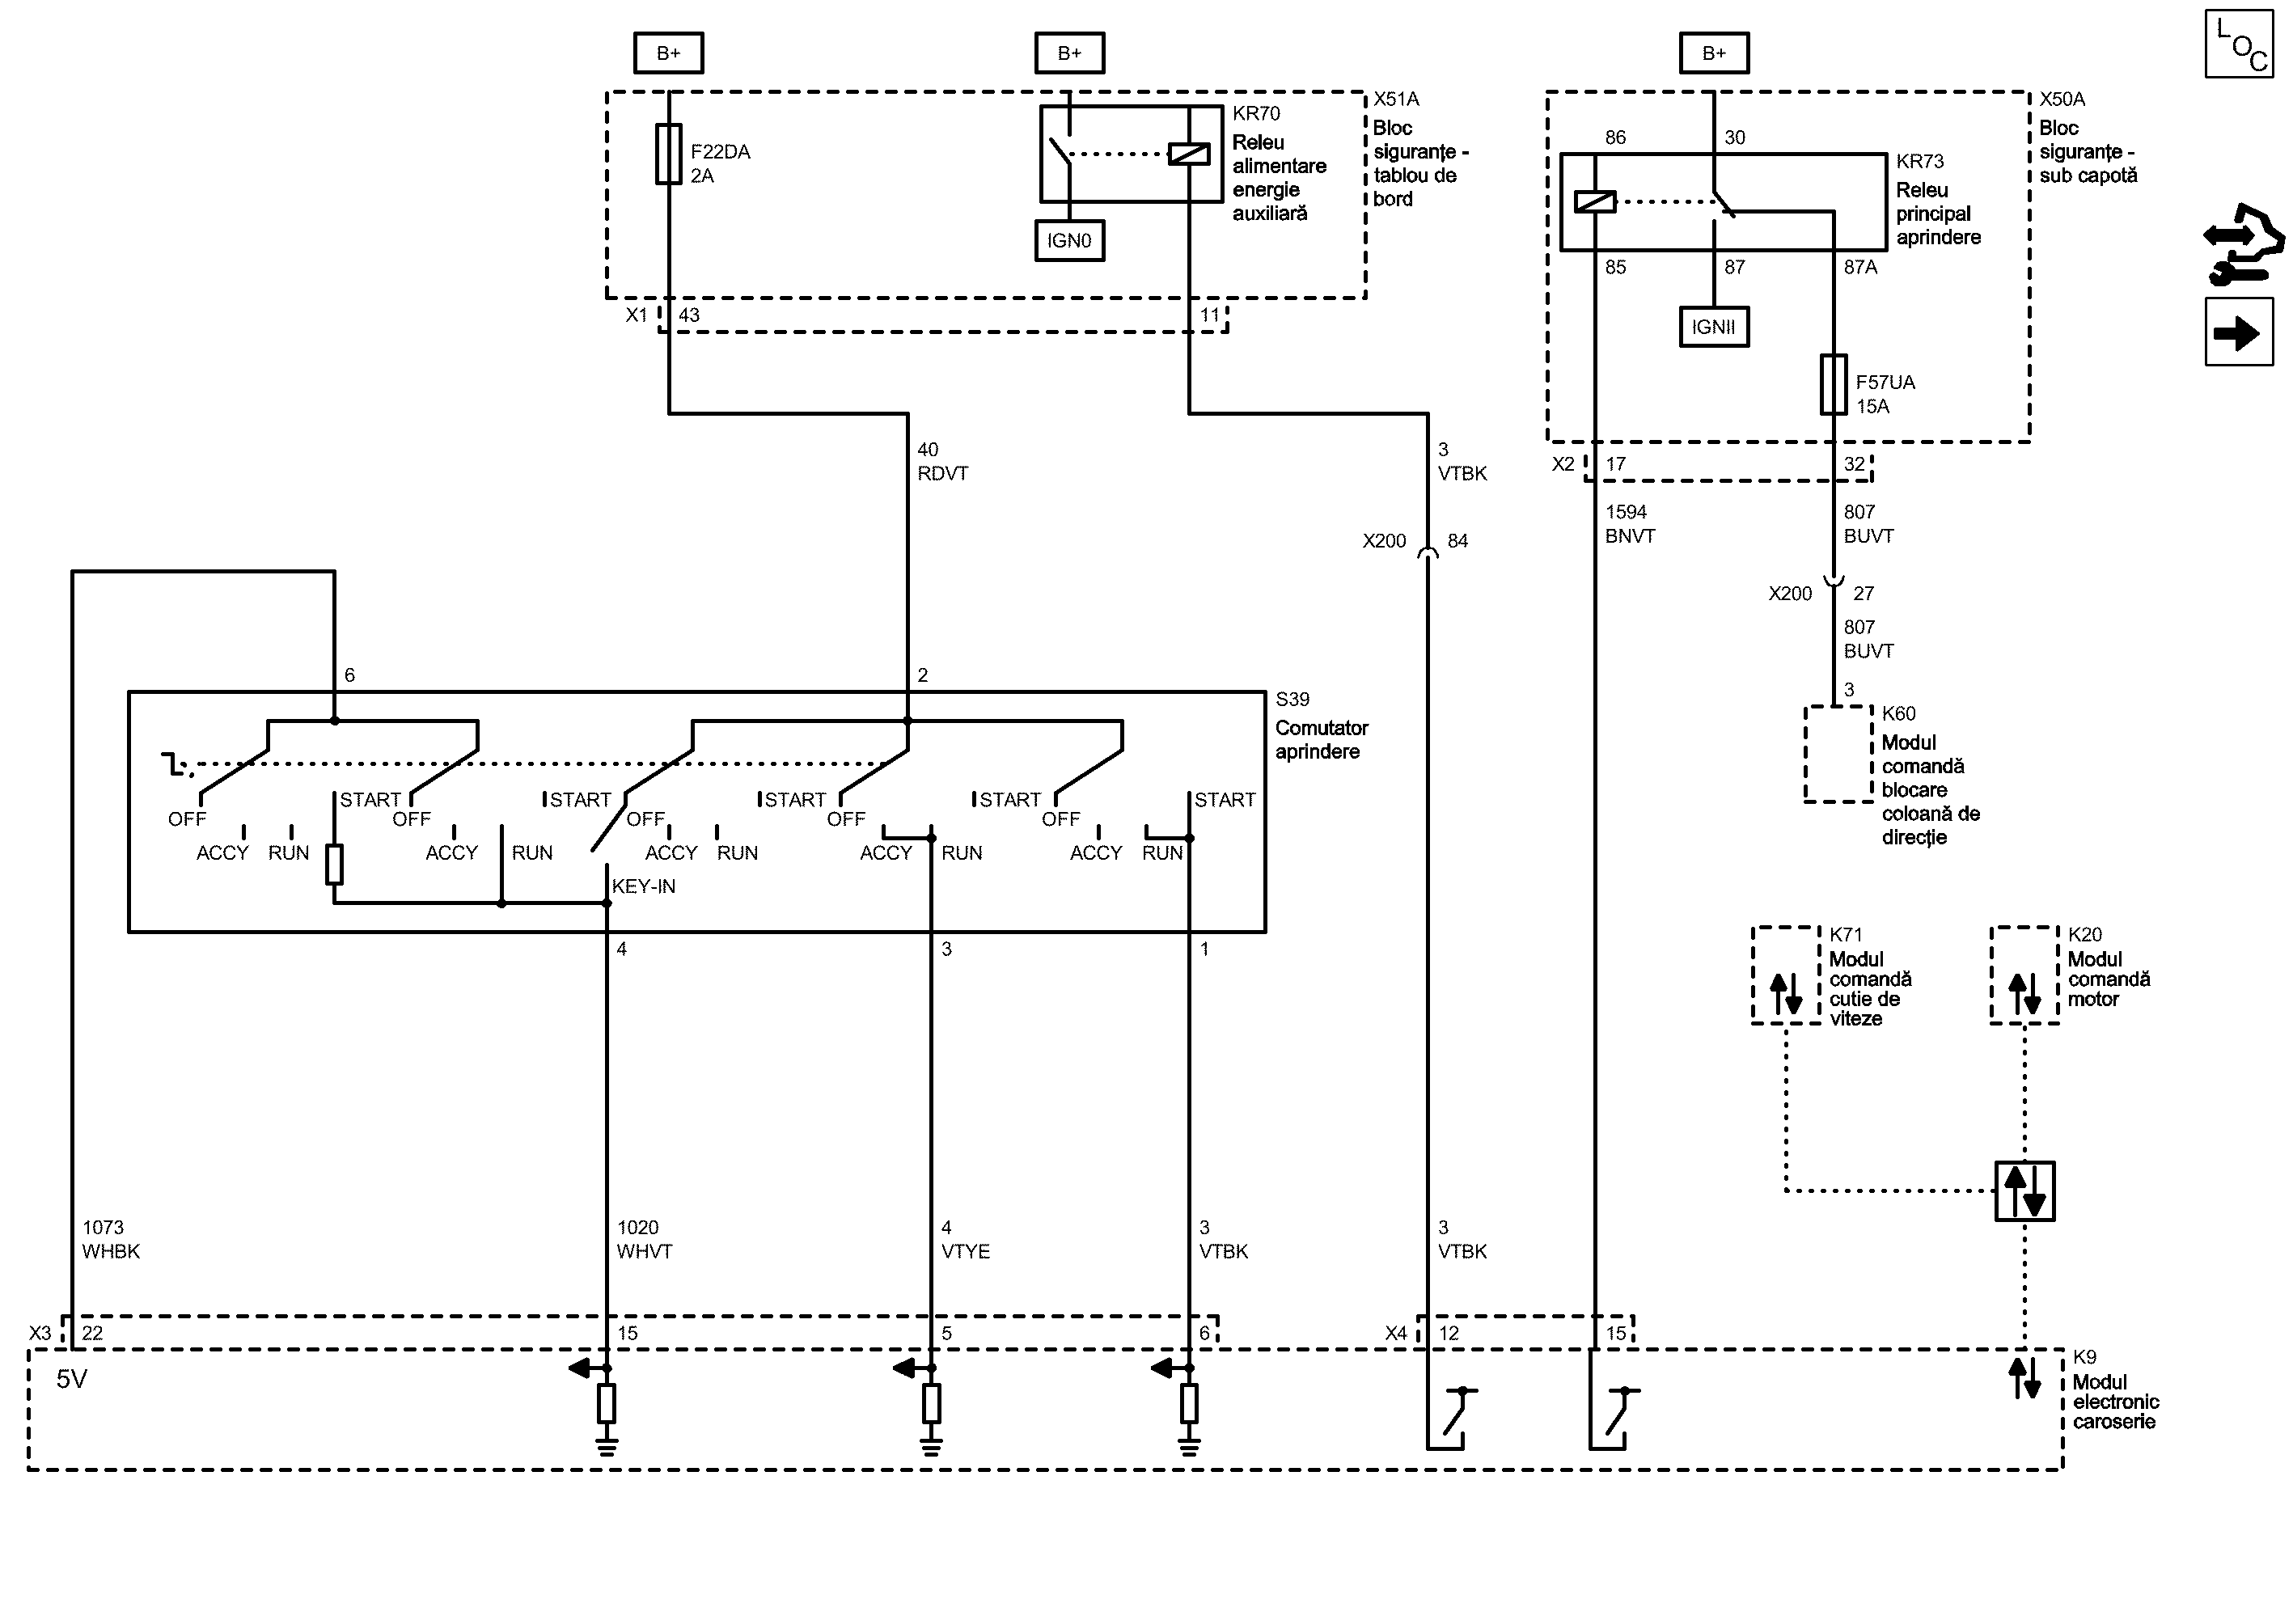 B+
B+
B+
LOC
X51A
Bloc
siguranțe -
tablou de
bord
KR70
Releu
alimentare
energie
auxiliară
F22DA
2A
IGN0
X1
43
11
X50A
Bloc
siguranțe -
sub capotă
86
30
KR73
Releu
principal
aprindere
85
87
87A
IGNII
F57UA
15A
X2
17
32
40
RDVT
3
VTBK
1594
BNVT
807
BUVT
X200
84
X200
27
807
BUVT
3
K60
Modul
comandă
blocare
coloană de
direcție
6
2
S39
Comutator
aprindere
START
START
START
START
START
OFF
OFF
OFF
OFF
OFF
ACCY
RUN
ACCY
RUN
ACCY
RUN
ACCY
RUN
ACCY
RUN
KEY-IN
4
3
1
K71
Modul
comandă
cutie de
viteze
K20
Modul
comandă
motor
1073
WHBK
1020
WHVT
4
VTYE
3
VTBK
3
VTBK
X3
22
15
5
6
X4
12
15
5V
K9
Modul
electronic
caroserie